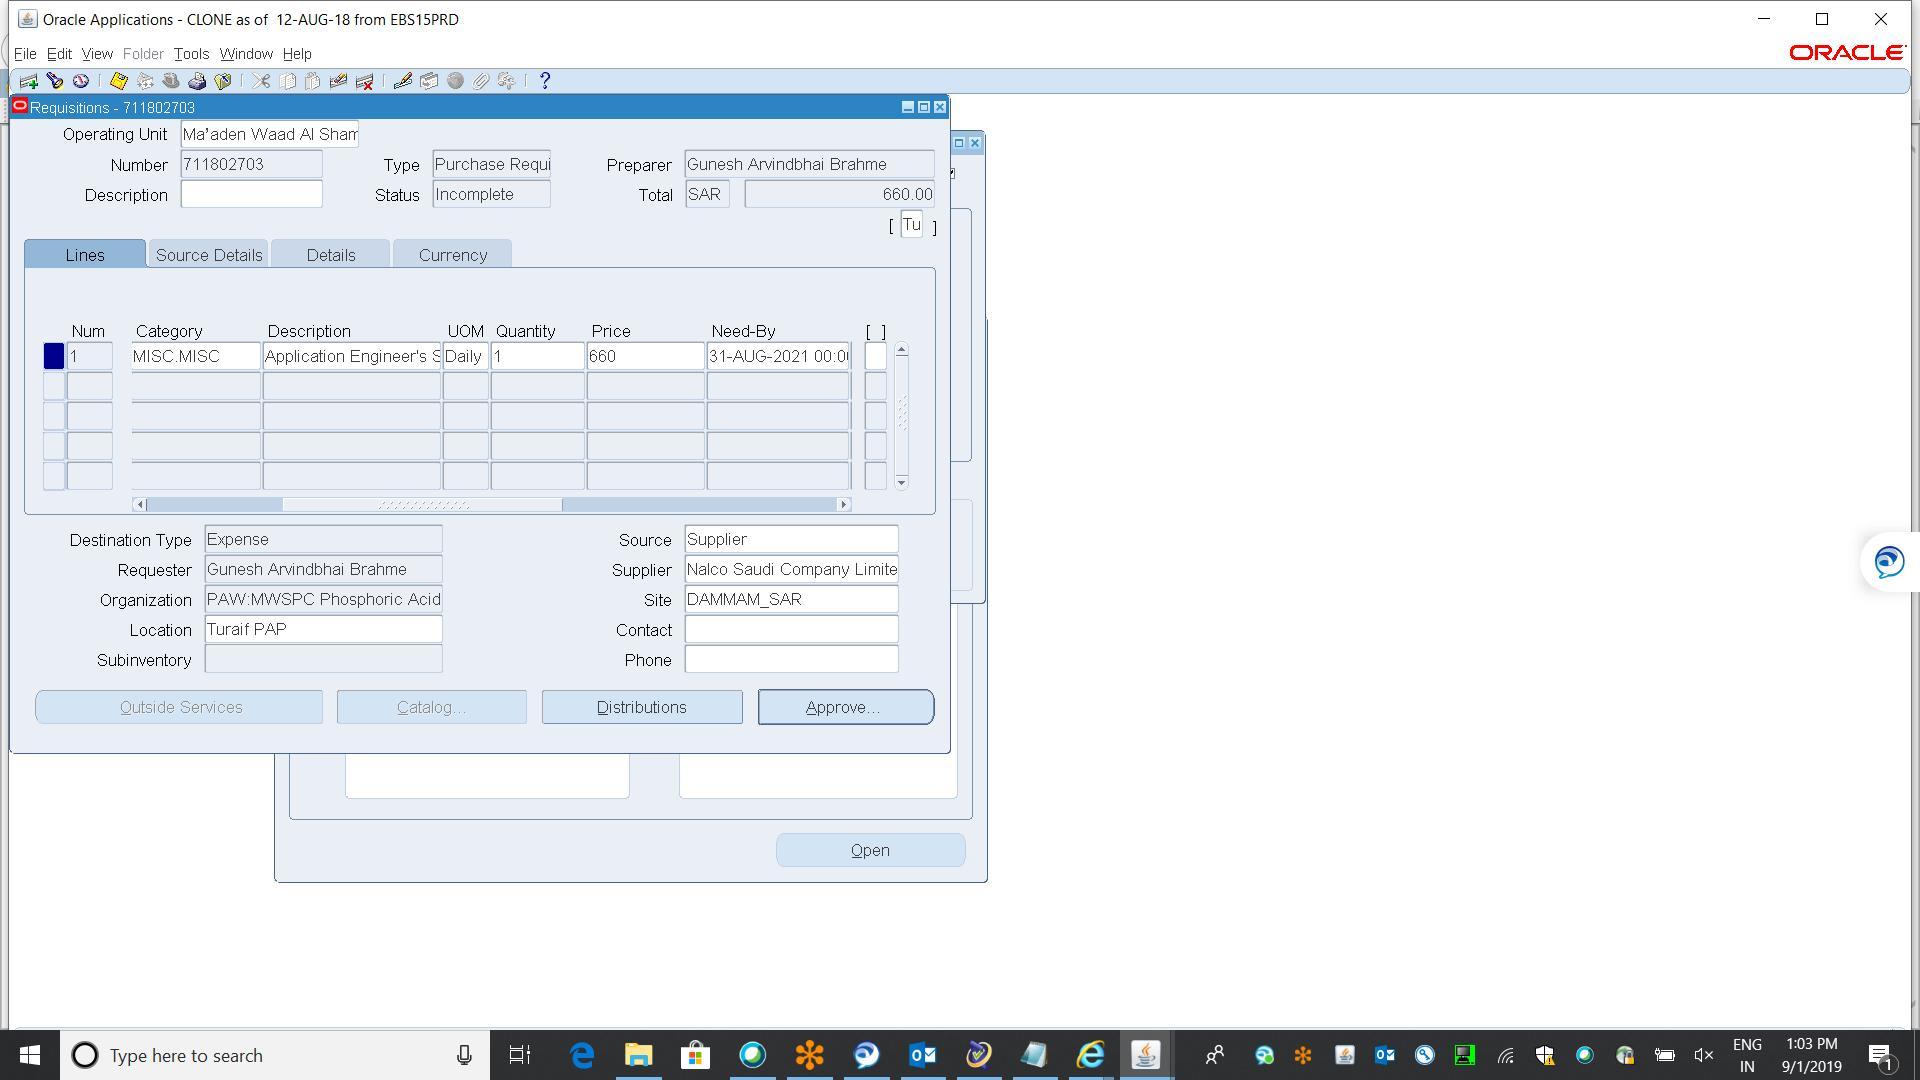 Oracle Applications - CLONE as of  12-AUG-18 from EBS15PRD
File Edit View Folder Tools Window Help
ORACLE
Requisitions - 711802703
Operating Unit Ma'aden Waad Al Sham
Number 711802703 Type Purchase Requi Preparer Gunesh Arvindbhai Brahme
Description Status Incomplete Total SAR 660.00
[ Tu ]
Lines Source Details Details Currency
Num Category Description UOM Quantity Price Need-By [ ]
1 MISC.MISC Application Engineer's S Daily 1 660 31-AUG-2021 00:0
Destination Type Expense Source Supplier
Requester Gunesh Arvindbhai Brahme Supplier Nalco Saudi Company Limite
Organization PAW:MWSPC Phosphoric Acid Site DAMMAM_SAR
Location Turaif PAP Contact
Subinventory Phone
Outside Services Catalog... Distributions Approve...
Open
Type here to search
ENG 1:03 PM
IN 9/1/2019 1